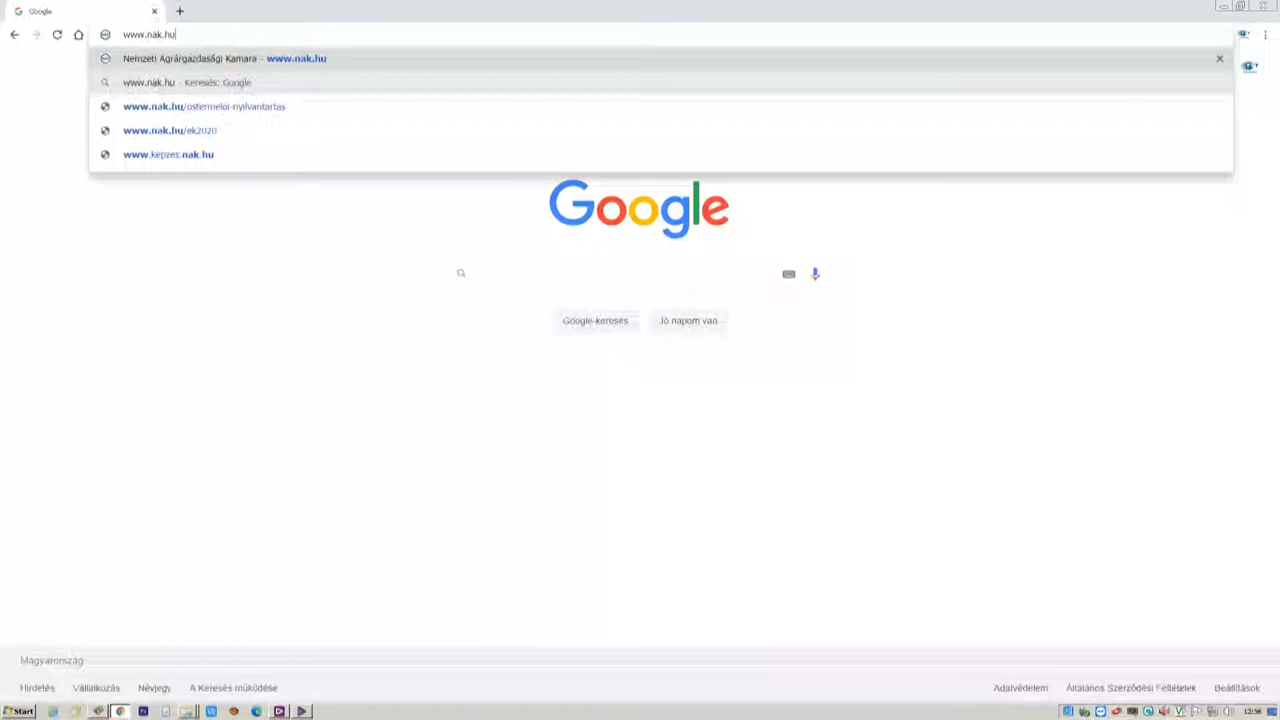 Google
www.nak.hu
Nemzeti Agrárgazdasági Kamara - www.nak.hu
www.nak.hu - Keresés: Google
www.nak.hu/ostermeloi-nyilvantartas
www.nak.hu/ek2020
www.kepzes.nak.hu
Google
Google-keresés
Jó napom van
Magyarország
Hirdetés
Vállalkozás
Névjegy
A Keresés működése
Adatvédelem
Általános Szerződési Feltételek
Beállítások
Start
12:56